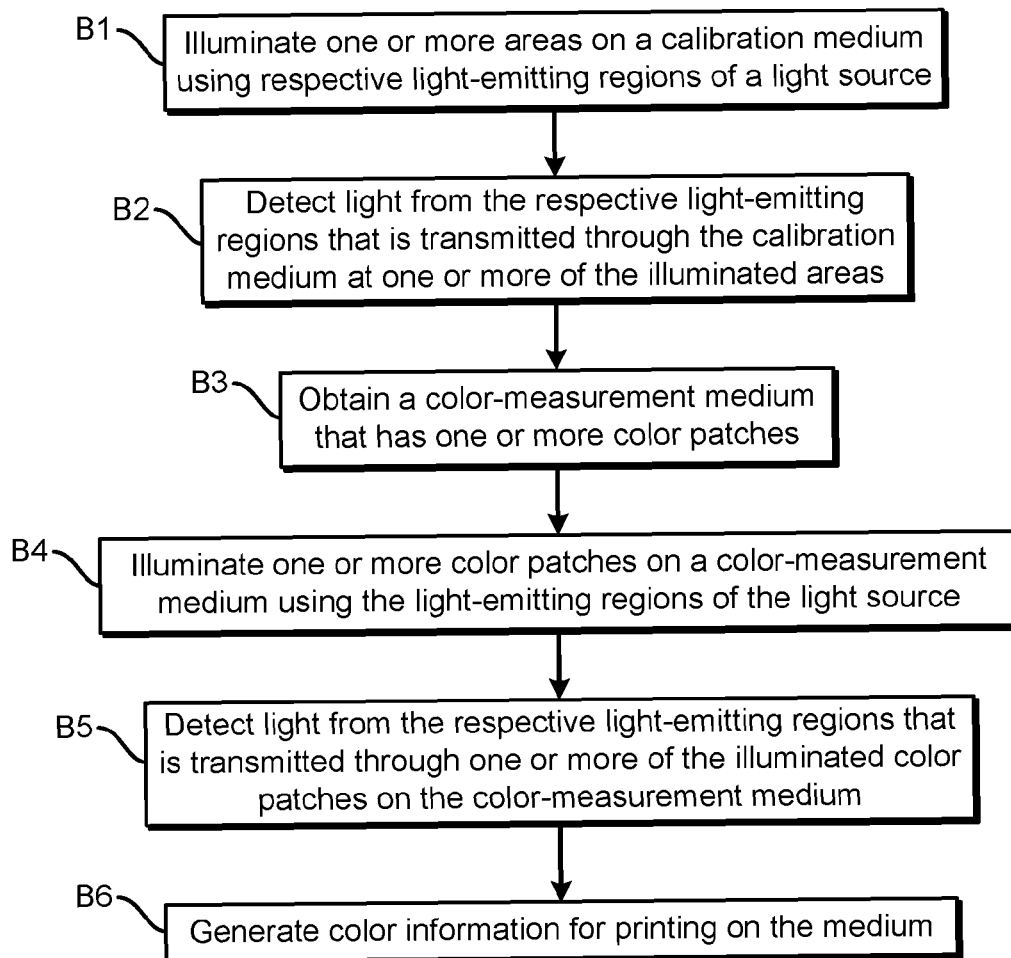 B1
Illuminate one or more areas on a calibration medium
using respective light-emitting regions of a light source
B2
Detect light from the respective light-emitting
regions that is transmitted through the calibration
medium at one or more of the illuminated areas
B3
Obtain a color-measurement medium
that has one or more color patches
B4
Illuminate one or more color patches on a color-measurement
medium using the light-emitting regions of the light source
B5
Detect light from the respective light-emitting regions that
is transmitted through one or more of the illuminated color
patches on the color-measurement medium
B6
Generate color information for printing on the medium